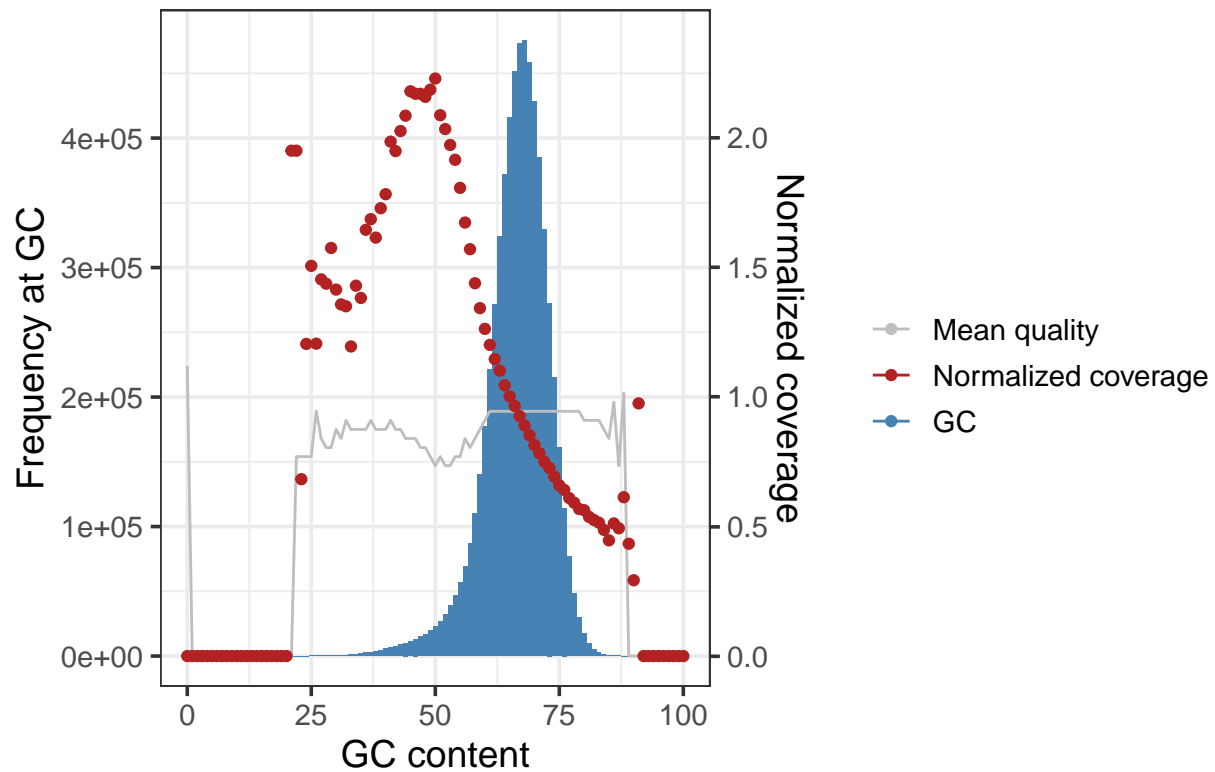 Frequency at GC
4e+05
3e+05
2e+05
1e+05
0e+00
2.0
1.5
1.0
0.5
0.0
Normalized coverage
0 25 50 75 100
GC content
Mean quality
Normalized coverage
GC